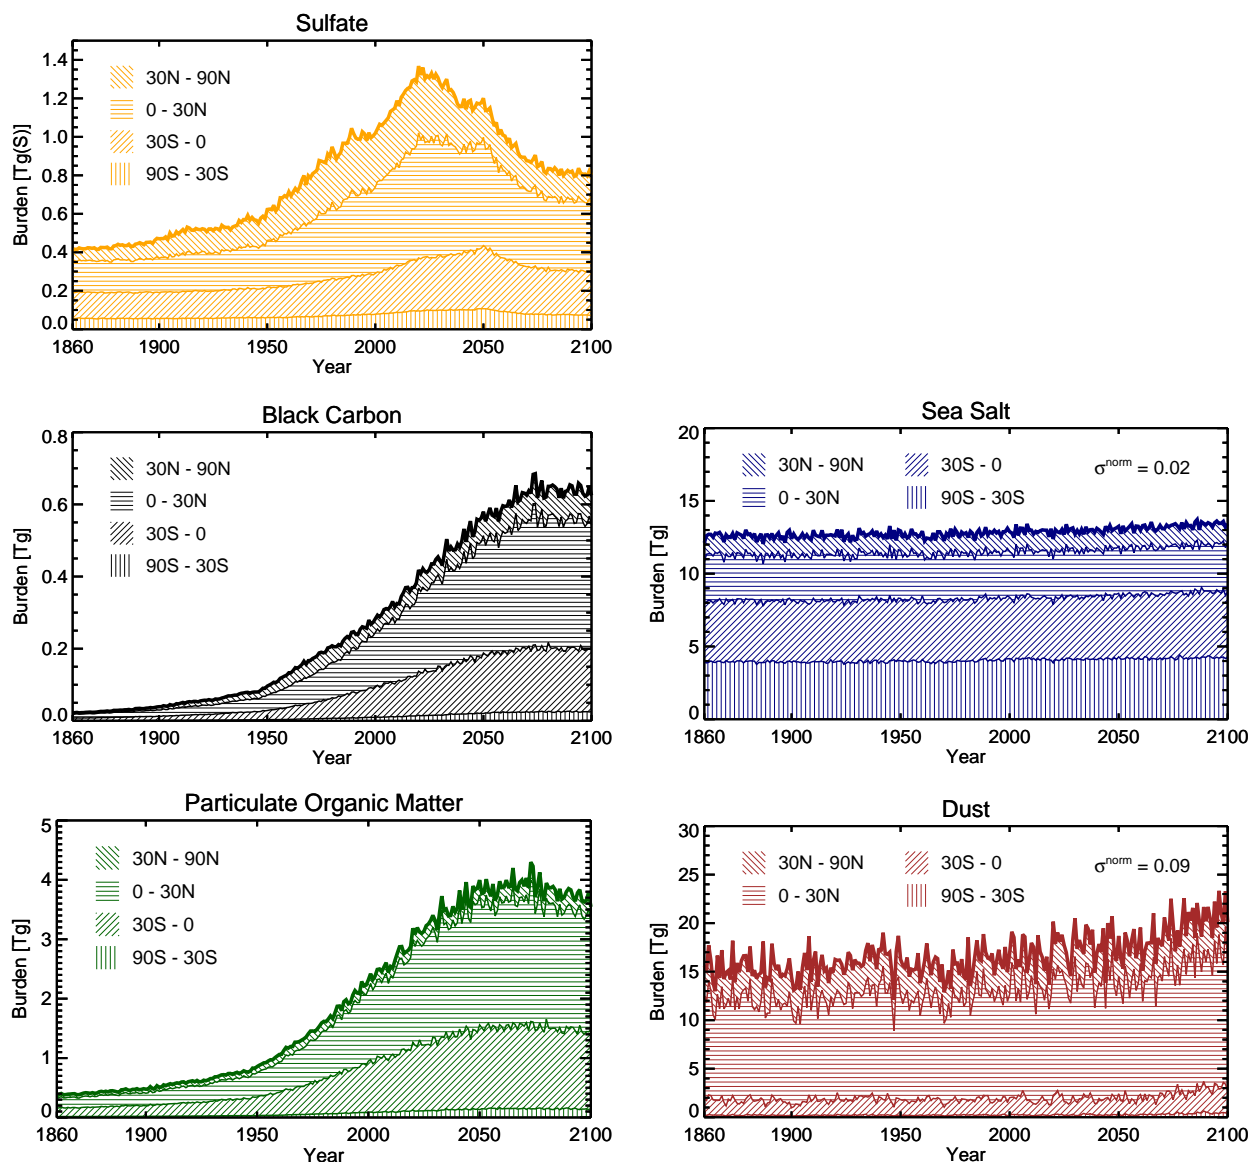 Sulfate
Burden [Tg(S)]
1.4
1.2
1.0
0.8
0.6
0.4
0.2
0.0
30N - 90N
0 - 30N
30S - 0
90S - 30S
1860 1900 1950 2000 2050 2100
Year
Black Carbon
Burden [Tg]
0.8
0.6
0.4
0.2
0.0
30N - 90N
0 - 30N
30S - 0
90S - 30S
1860 1900 1950 2000 2050 2100
Year
Sea Salt
Burden [Tg]
20
15
10
5
0
30N - 90N 30S - 0
0 - 30N 90S - 30S
σnorm = 0.02
1860 1900 1950 2000 2050 2100
Year
Particulate Organic Matter
Burden [Tg]
5
4
3
2
1
0
30N - 90N
0 - 30N
30S - 0
90S - 30S
1860 1900 1950 2000 2050 2100
Year
Dust
Burden [Tg]
30
25
20
15
10
5
0
30N - 90N 30S - 0
0 - 30N 90S - 30S
σnorm = 0.09
1860 1900 1950 2000 2050 2100
Year